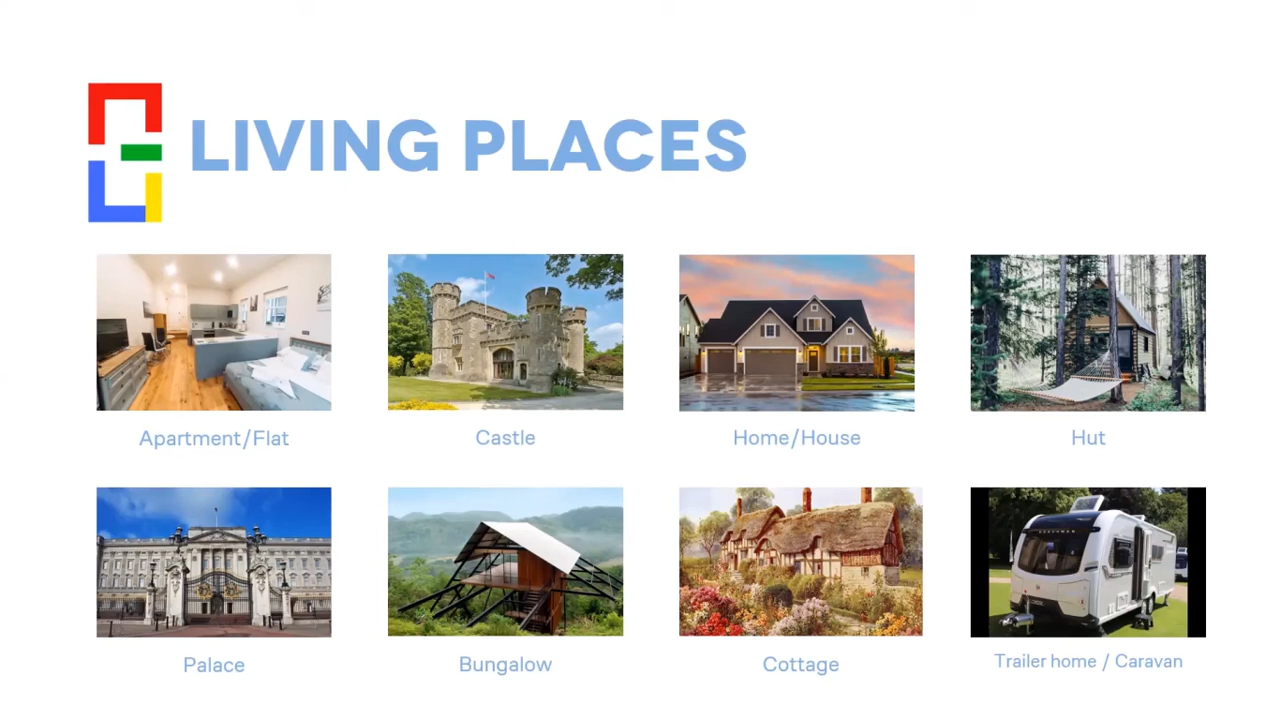 LIVING PLACES
Apartment/Flat
Castle
Home/House
Hut
Palace
Bungalow
Cottage
Trailer home / Caravan